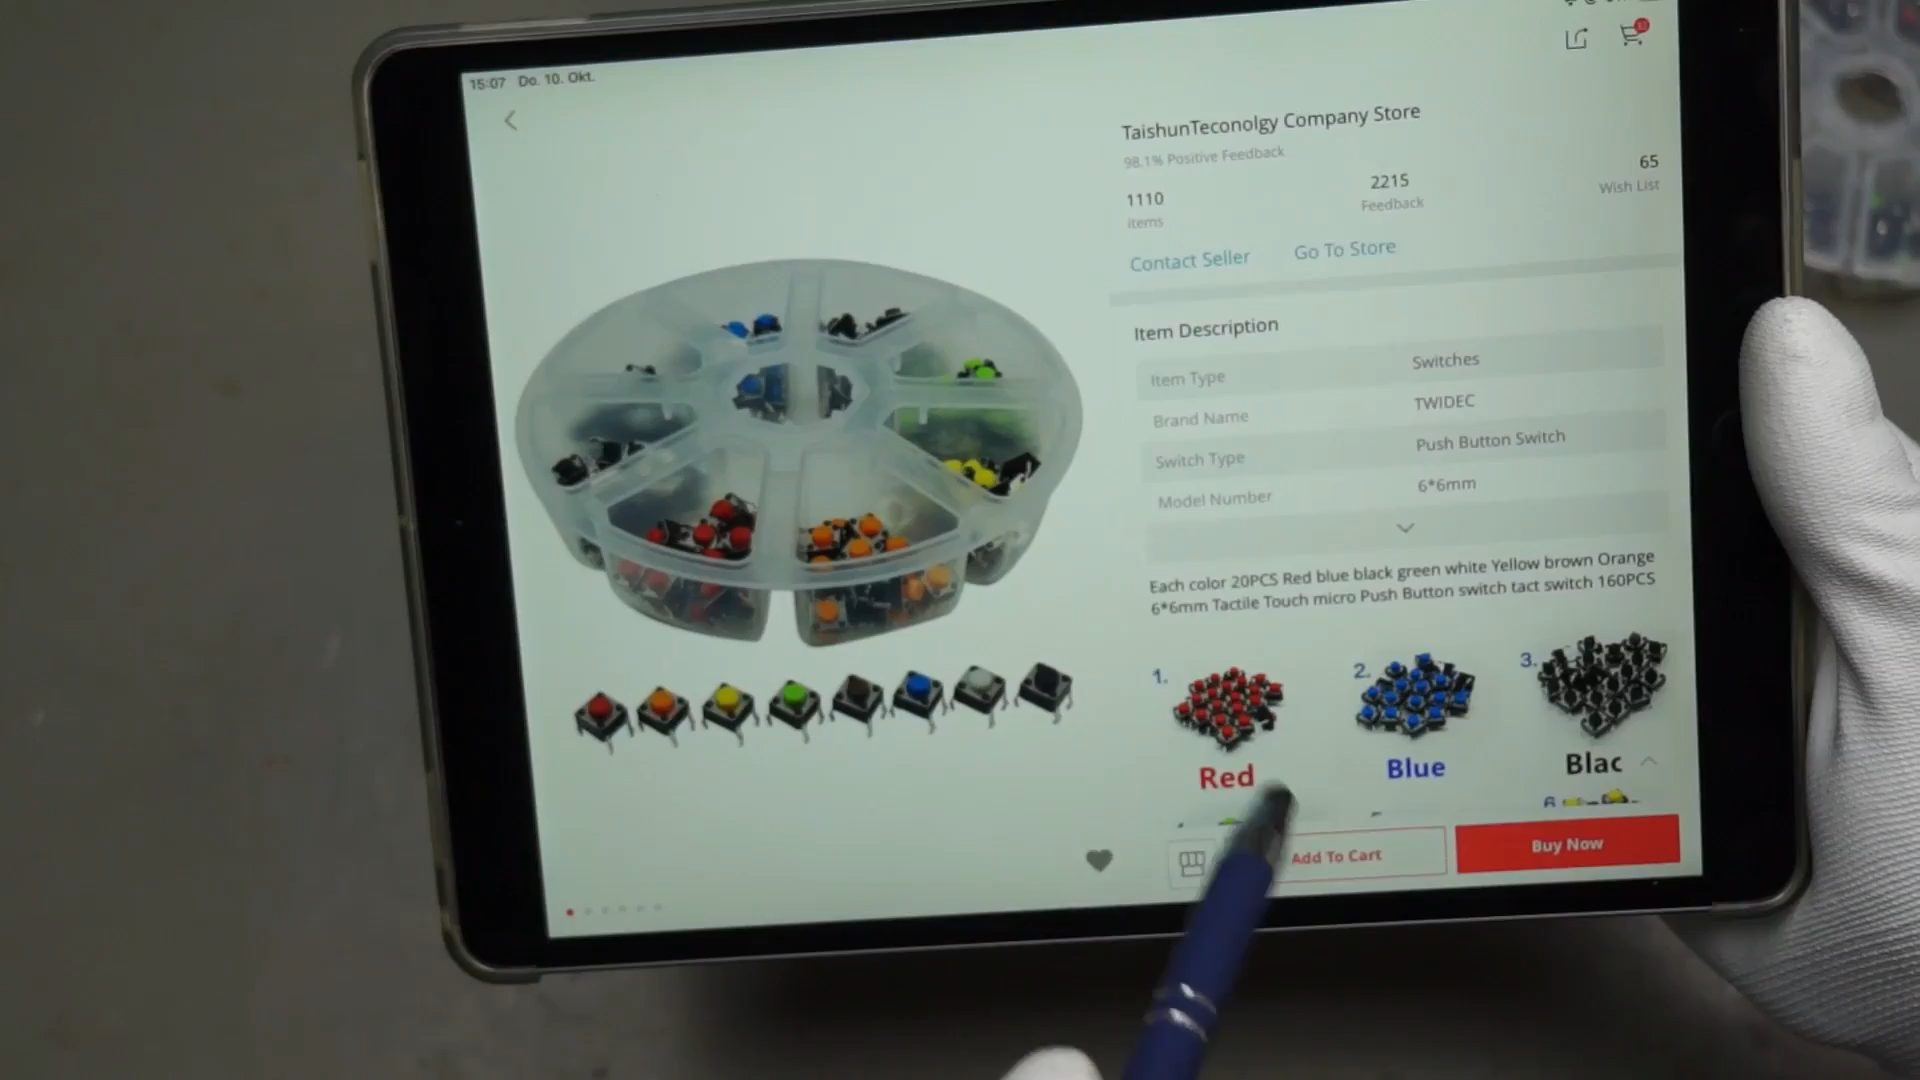 15:07 Do. 10. Okt.
TaishunTeconolgy Company Store
98.1% Positive Feedback
1110
items
2215
Feedback
65
Wish List
Contact Seller
Go To Store
Item Description
Item Type Switches
Brand Name TWIDEC
Switch Type Push Button Switch
Model Number 6*6mm
Each color 20PCS Red blue black green white Yellow brown Orange
6*6mm Tactile Touch micro Push Button switch tact switch 160PCS
1.
2.
3.
Red
Blue
Blac
6
Add To Cart
Buy Now